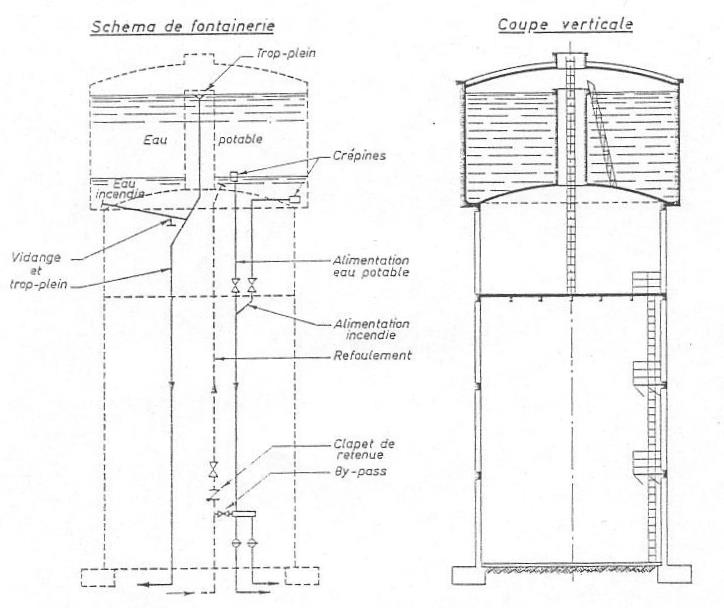 Schema de fontainerie
Coupe verticale
Trop-plein
Eau potable
Crépines
Eau
incendie
Vidange
et
trop-plein
Alimentation
eau potable
Alimentation
incendie
Refoulement
Clapet de
retenue
By-pass